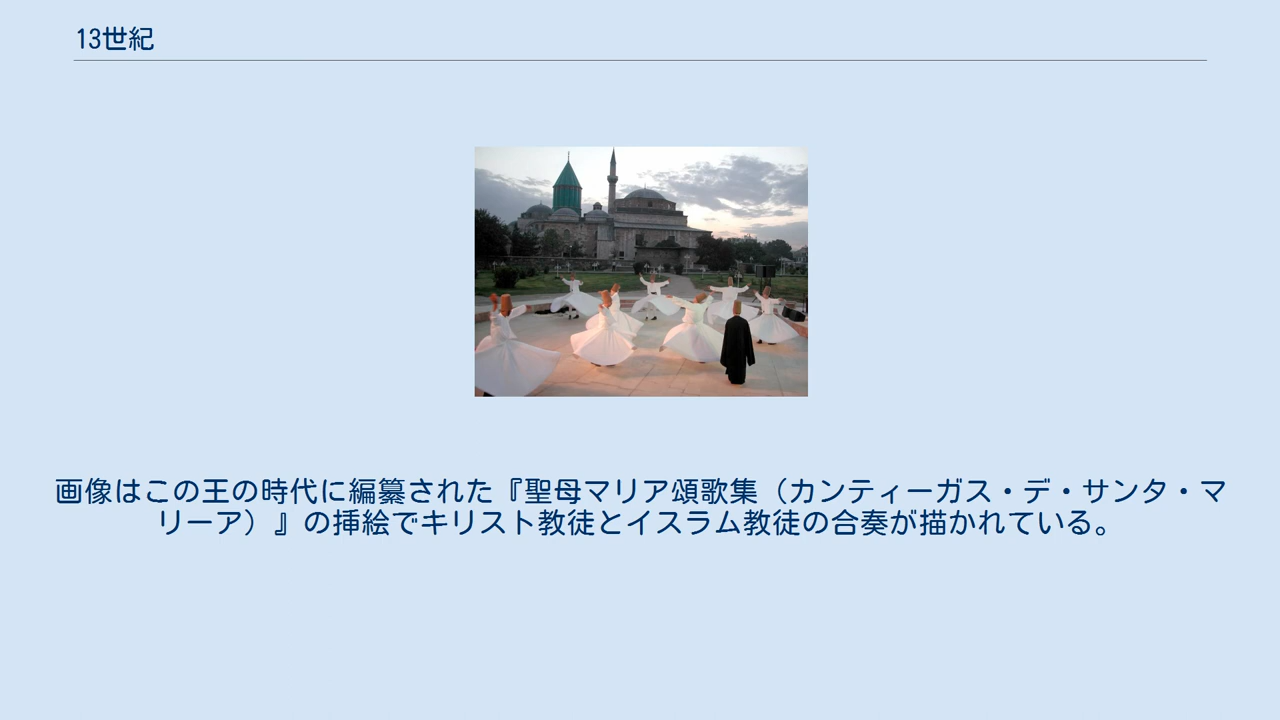 13世紀
画像はこの王の時代に編纂された『聖母マリア頌歌集（カンティーガス・デ・サンタ・マ
リーア）』の挿絵でキリスト教徒とイスラム教徒の合奏が描かれている。